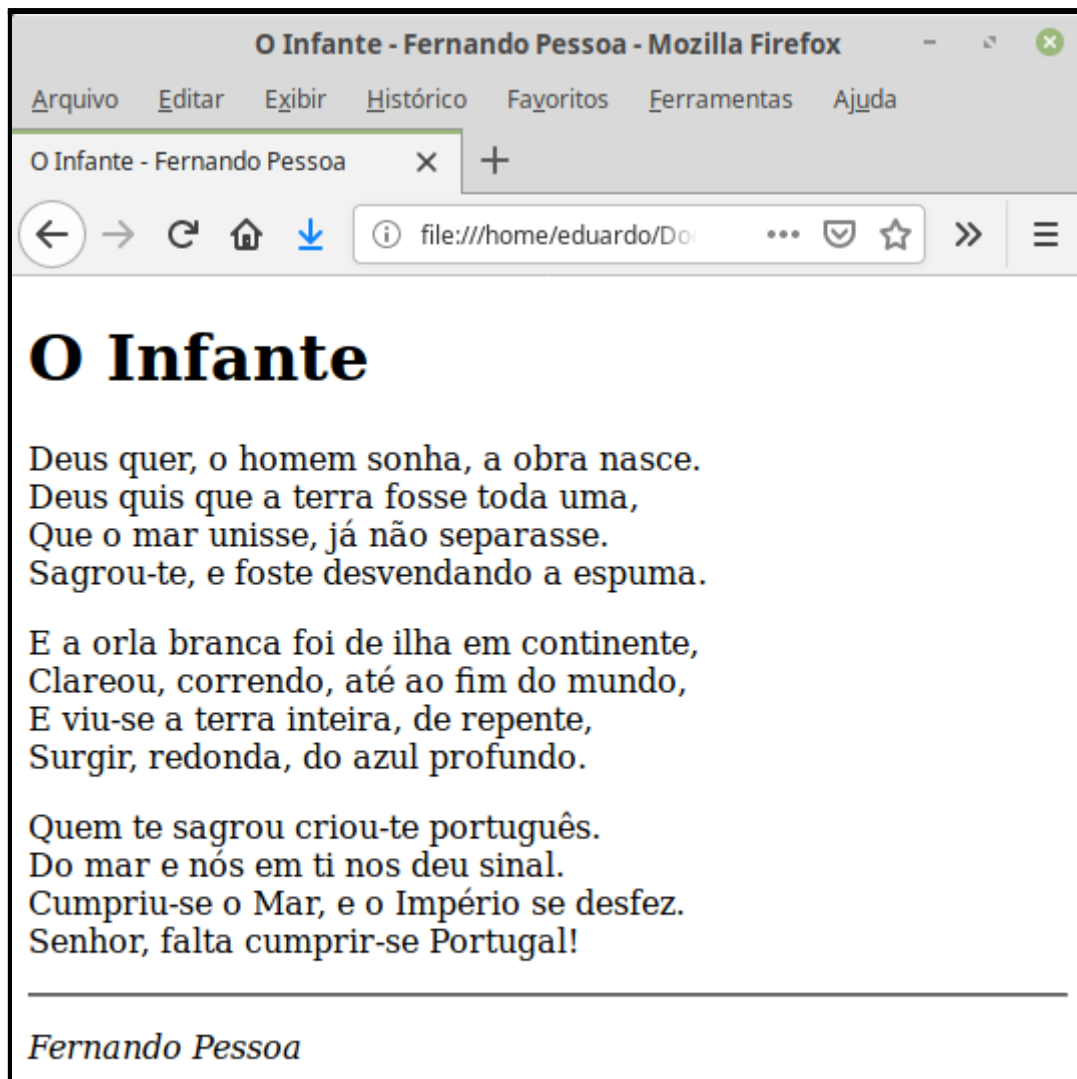 O Infante - Fernando Pessoa - Mozilla Firefox
Arquivo Editar Exibir Histórico Favoritos Ferramentas Ajuda
O Infante - Fernando Pessoa
file:///home/eduardo/Do
O Infante
Deus quer, o homem sonha, a obra nasce.
Deus quis que a terra fosse toda uma,
Que o mar unisse, já não separasse.
Sagrou-te, e foste desvendando a espuma.
E a orla branca foi de ilha em continente,
Clareou, correndo, até ao fim do mundo,
E viu-se a terra inteira, de repente,
Surgir, redonda, do azul profundo.
Quem te sagrou criou-te português.
Do mar e nós em ti nos deu sinal.
Cumpriu-se o Mar, e o Império se desfez.
Senhor, falta cumprir-se Portugal!
Fernando Pessoa